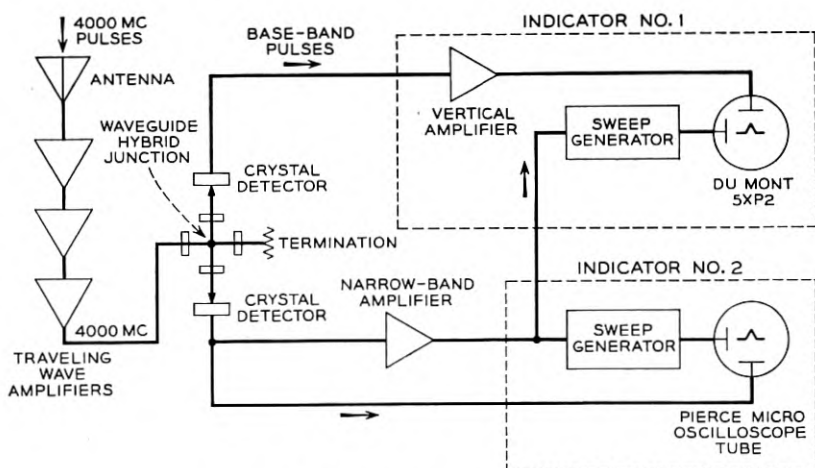 4000 MC
PULSES
ANTENNA
WAVEGUIDE
HYBRID
JUNCTION
BASE-BAND
PULSES
CRYSTAL
DETECTOR
TERMINATION
CRYSTAL
DETECTOR
4000 MC
TRAVELING
WAVE
AMPLIFIERS
NARROW-BAND
AMPLIFIER
INDICATOR NO. 1
VERTICAL
AMPLIFIER
SWEEP
GENERATOR
DU MONT
5XP2
INDICATOR NO. 2
SWEEP
GENERATOR
PIERCE MICRO
OSCILLOSCOPE
TUBE